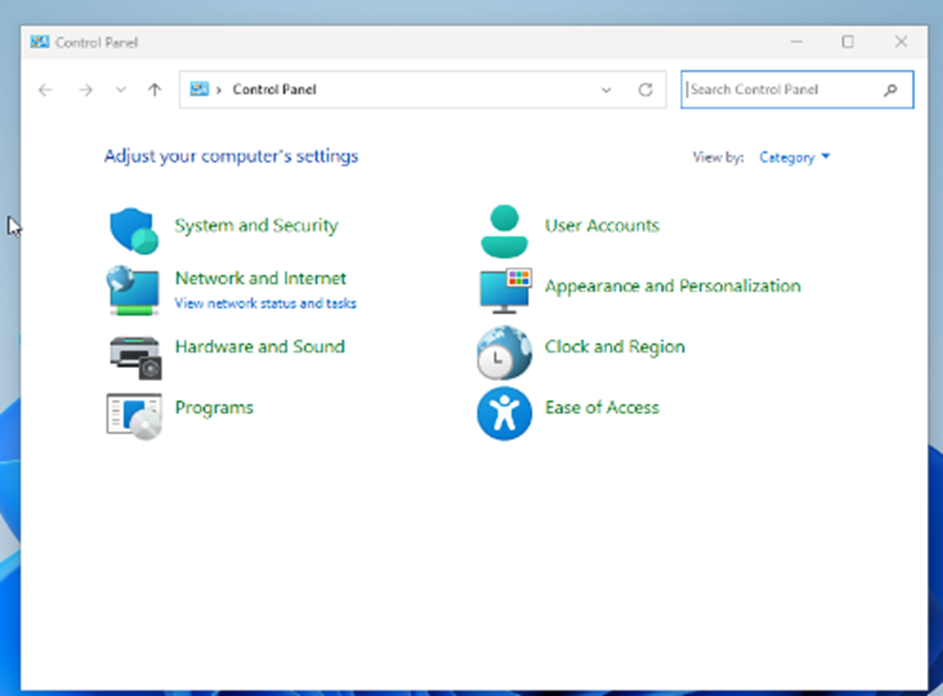 Control Panel
Control Panel
Search Control Panel
Adjust your computer's settings
View by: Category
System and Security
Network and Internet
View network status and tasks
Hardware and Sound
Programs
User Accounts
Appearance and Personalization
Clock and Region
Ease of Access